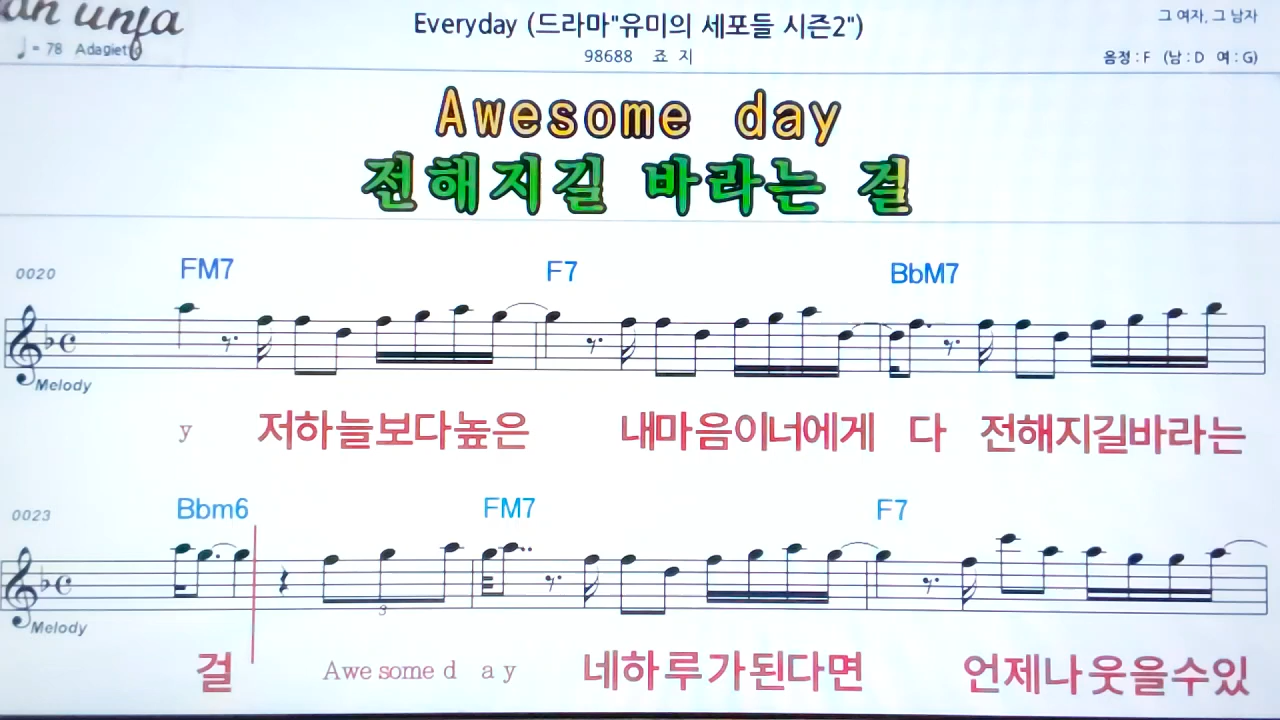 Everyday (드라마"유미의 세포들 시즌2")
그 여자, 그 남자
♩= 78 Adagietto
98688 죠 지
음정 : F (남 : D 여 : G)
Awesome day
전해지길 바라는 걸
0020 FM7 F7 BbM7
Melody
y 저하늘보다높은 내마음이너에게 다 전해지길바라는
0023 Bbm6 FM7 F7
3
Melody
걸 Awe some d a y 네하루가된다면 언제나웃을수있